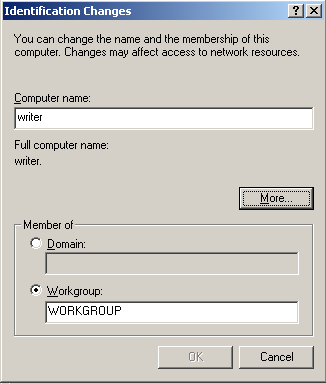 Identification Changes
You can change the name and the membership of this
computer. Changes may affect access to network resources.
Computer name:
writer
Full computer name:
writer.
More...
Member of
Domain:
Workgroup:
WORKGROUP
OK Cancel